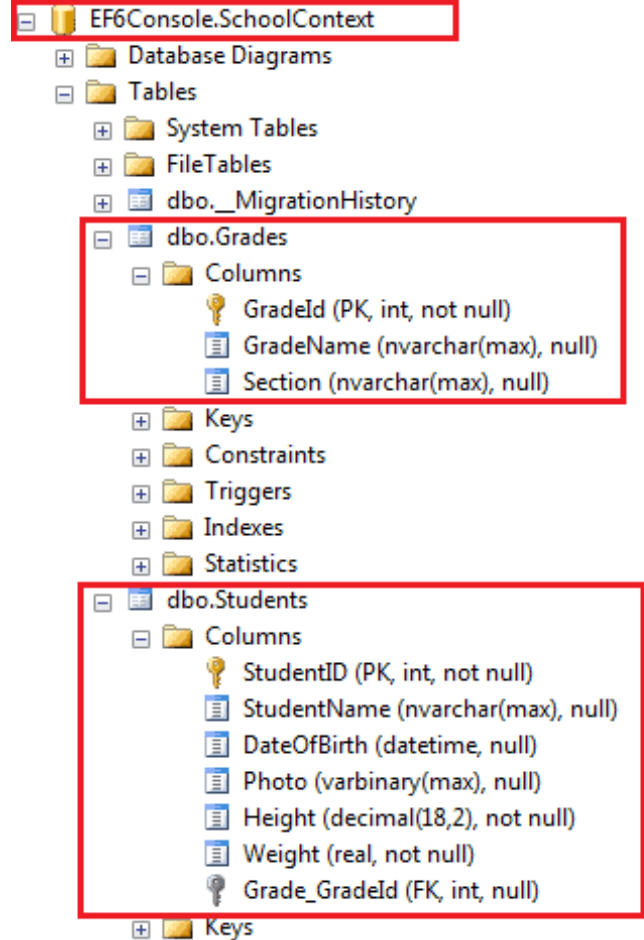 EF6Console.SchoolContext
Database Diagrams
Tables
System Tables
FileTables
dbo.__MigrationHistory
dbo.Grades
Columns
GradeId (PK, int, not null)
GradeName (nvarchar(max), null)
Section (nvarchar(max), null)
Keys
Constraints
Triggers
Indexes
Statistics
dbo.Students
Columns
StudentID (PK, int, not null)
StudentName (nvarchar(max), null)
DateOfBirth (datetime, null)
Photo (varbinary(max), null)
Height (decimal(18,2), not null)
Weight (real, not null)
Grade_GradeId (FK, int, null)
Keys